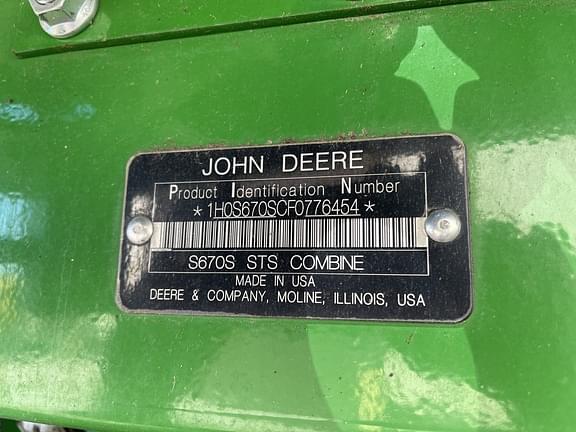 JOHN DEERE
Product Identification Number
*1H0S670SCF0776454*
S670S STS COMBINE
MADE IN USA
DEERE & COMPANY, MOLINE, ILLINOIS, USA